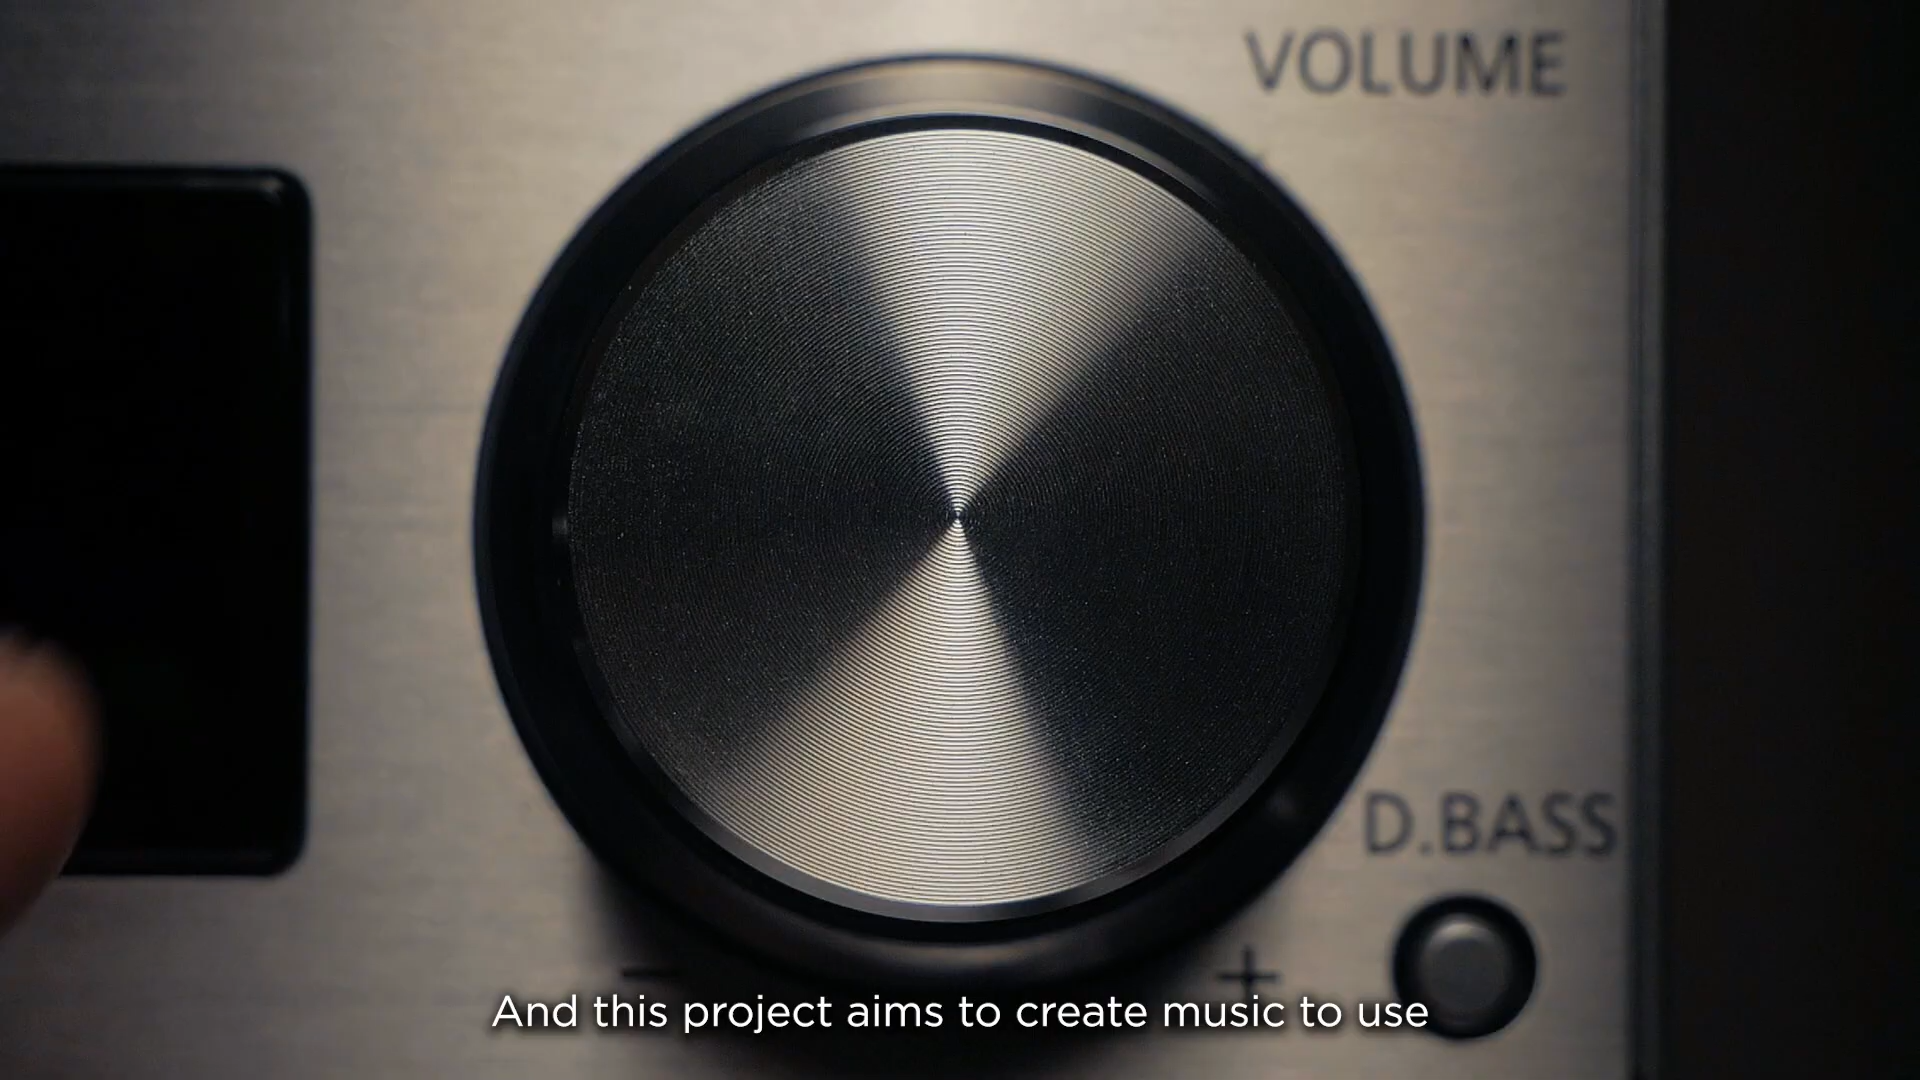 VOLUME
D.BASS
− +
And this project aims to create music to use